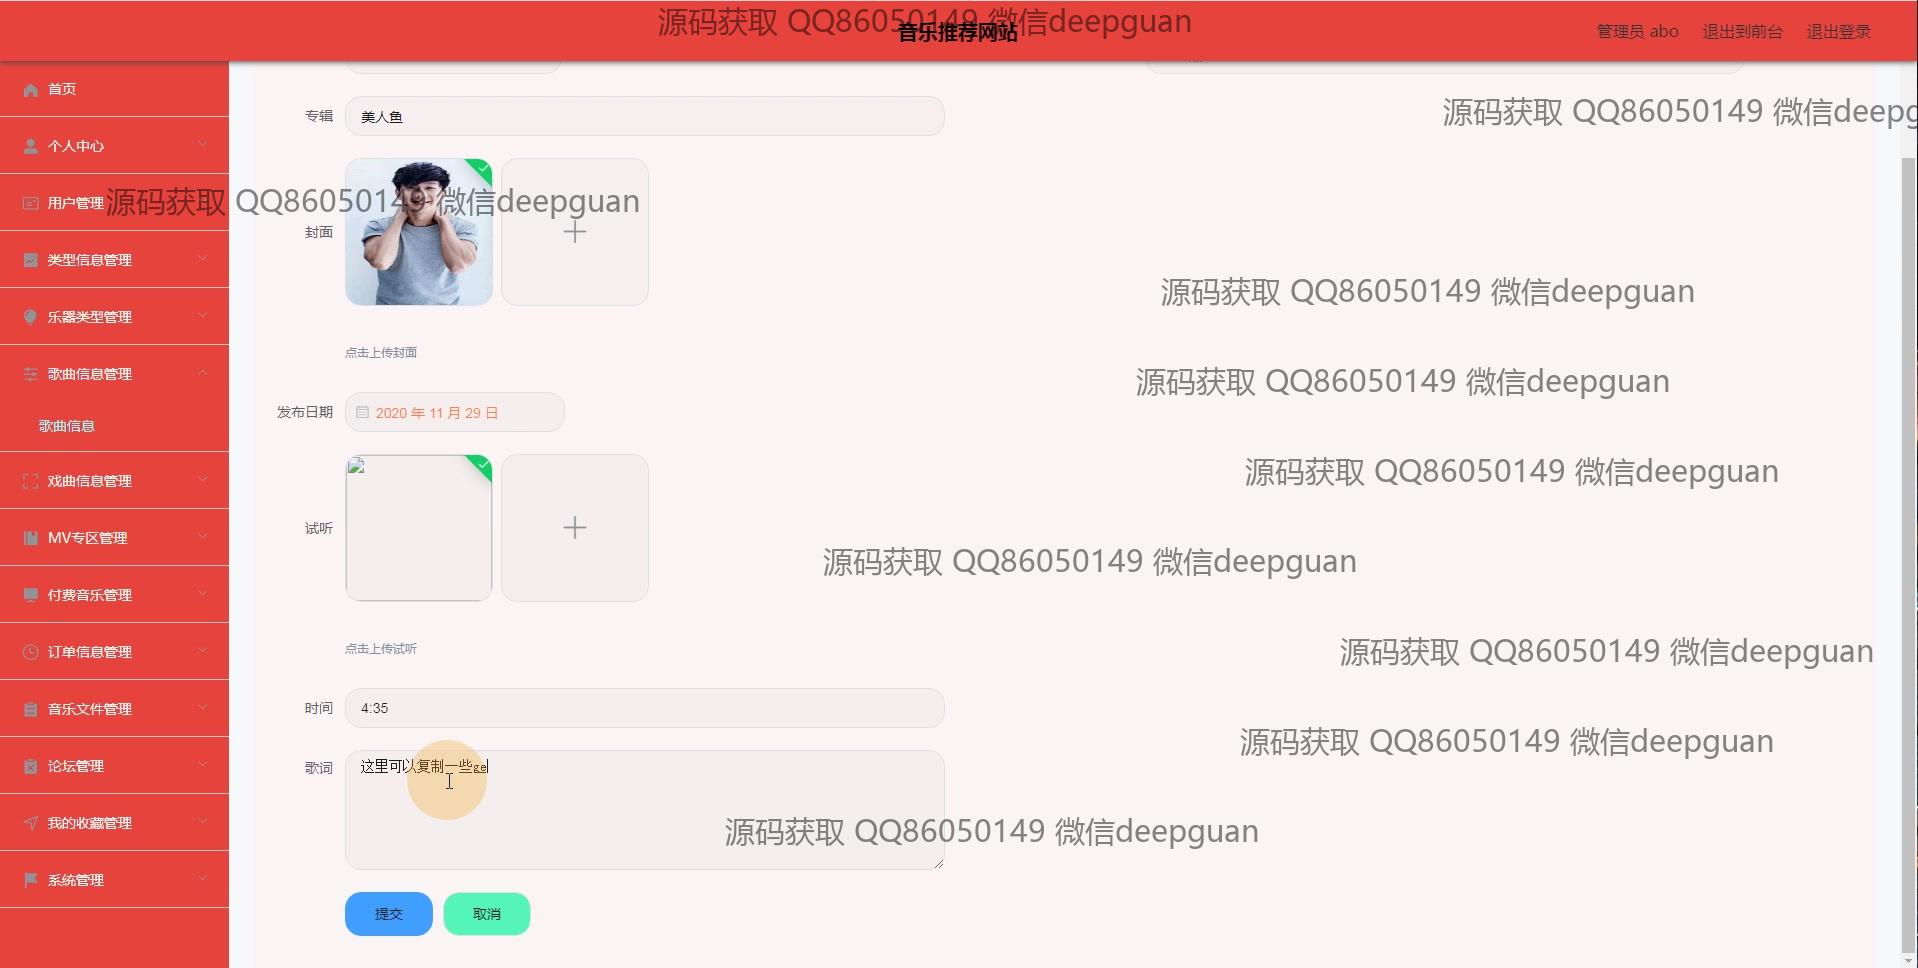 源码获取 QQ86050149 微信deepguan
音乐推荐网站
管理员 abo
退出到前台
退出登录
首页
个人中心
用户管理
类型信息管理
乐器类型管理
歌曲信息管理
歌曲信息
戏曲信息管理
MV专区管理
付费音乐管理
订单信息管理
音乐文件管理
论坛管理
我的收藏管理
系统管理
源码获取 QQ86050149 微信deepg
专辑
美人鱼
源码获取 QQ86050149 微信deepguan
封面
源码获取 QQ86050149 微信deepguan
点击上传封面
源码获取 QQ86050149 微信deepguan
发布日期
2020 年 11 月 29 日
源码获取 QQ86050149 微信deepguan
试听
源码获取 QQ86050149 微信deepguan
点击上传试听
源码获取 QQ86050149 微信deepguan
时间
4:35
源码获取 QQ86050149 微信deepguan
歌词
这里可以复制一些ge
源码获取 QQ86050149 微信deepguan
提交
取消